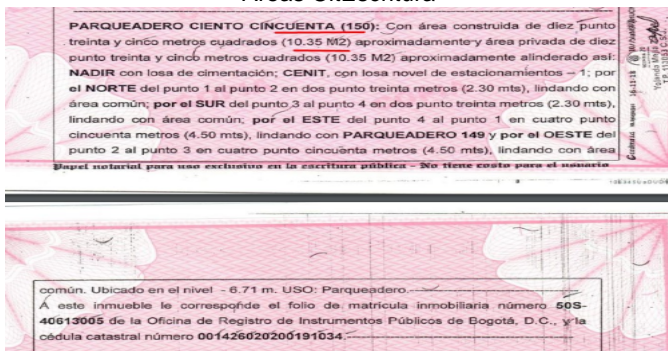 PARQUEADERO CIENTO CINCUENTA (150): Con área construida de diez punto
treinta y cinco metros cuadrados (10.35 M2) aproximadamente y área privada de diez
punto treinta y cinco metros cuadrados (10.35 M2) aproximadamente alinderado asi:
NADIR con losa de cimentación; CENIT, con losa novel de estacionamientos – 1; por
el NORTE del punto 1 al punto 2 en dos punto treinta metros (2.30 mts), lindando con
área común; por el SUR del punto 3 al punto 4 en dos punto treinta metros (2.30 mts),
lindando con área común; por el ESTE del punto 4 al punto 1 en cuatro punto
cincuenta metros (4.50 mts), lindando con PARQUEADERO 149 y por el OESTE del
punto 2 al punto 3 en cuatro punto cincuenta metros (4.50 mts), lindando con área
Papel notarial para uso exclusivo en la escritura pública - No tiene costo para el usuario
común. Ubicado en el nivel - 6.71 m. USO: Parqueadero.
A este inmueble le corresponde el folio de matrícula inmobiliaria número 50S-
40613005 de la Oficina de Registro de Instrumentos Públicos de Bogotá, D.C., y la
cédula catastral número 001426020200191034.